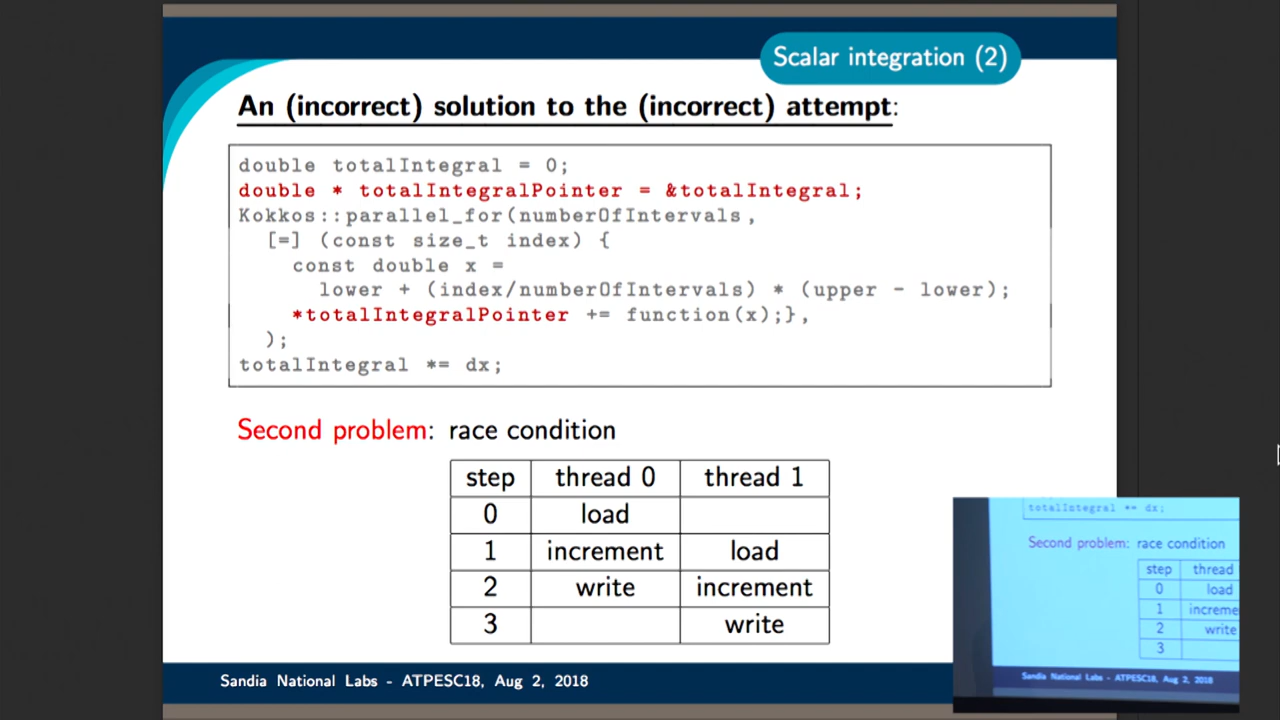 Scalar integration (2)
An (incorrect) solution to the (incorrect) attempt:
double totalIntegral = 0;
double * totalIntegralPointer = &totalIntegral;
Kokkos::parallel_for(numberOfIntervals,
[=] (const size_t index) {
const double x =
lower + (index/numberOfIntervals) * (upper - lower);
*totalIntegralPointer += function(x);},
);
totalIntegral *= dx;
Second problem: race condition
step thread 0 thread 1
0 load
1 increment load
2 write increment
3 write
Sandia National Labs - ATPESC18, Aug 2, 2018
totalIntegral *= dx;
Second problem: race condition
step thread
0 load
1 increme
2 write
3
Sandia National Labs - ATPESC18, Aug 2, 2018